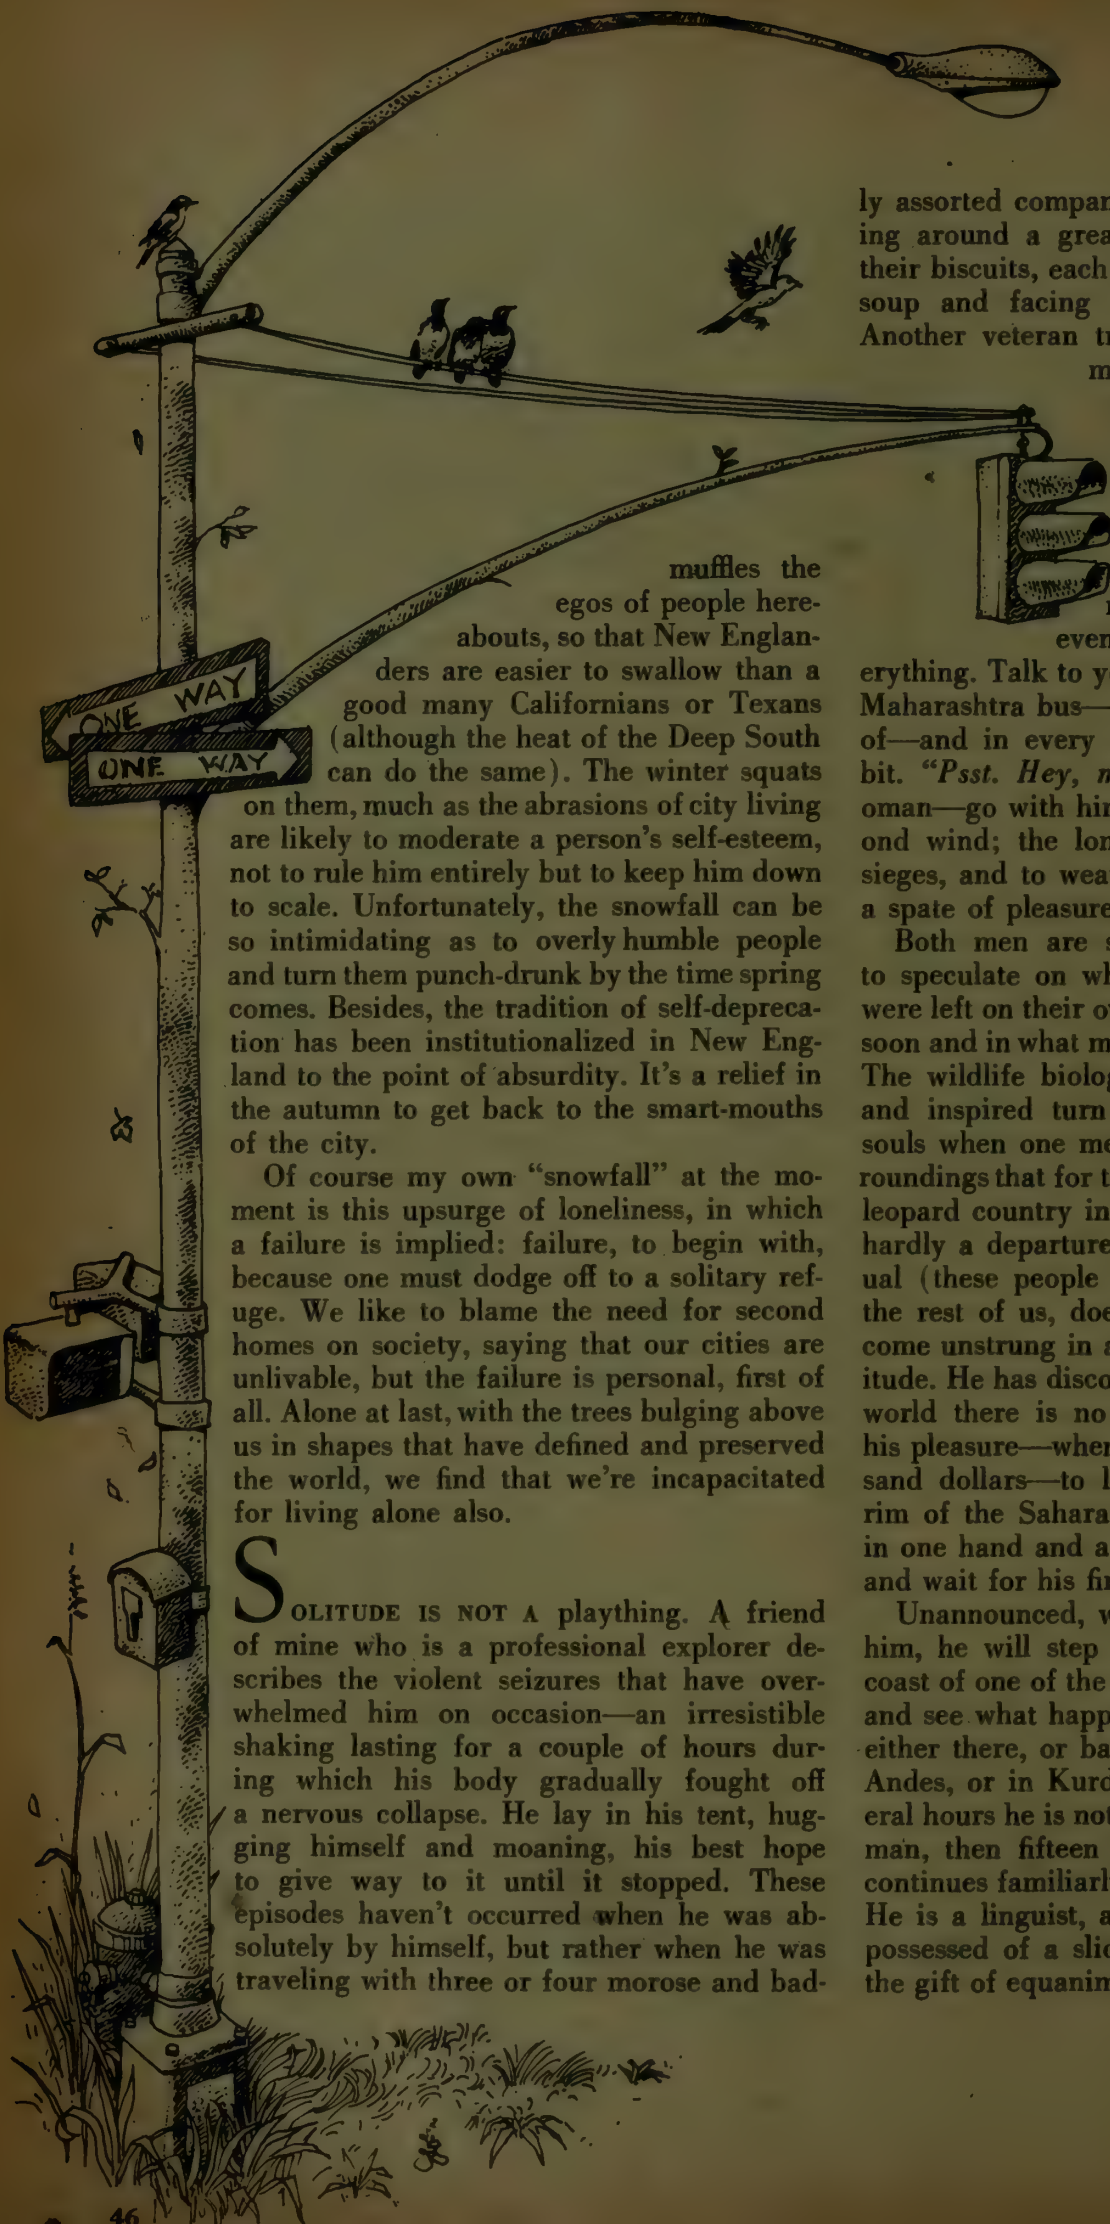 ONE WAY
ONE WAY
muffles the
egos of people here-
abouts, so that New Englan-
ders are easier to swallow than a
good many Californians or Texans
(although the heat of the Deep South
can do the same). The winter squats
on them, much as the abrasions of city living
are likely to moderate a person's self-esteem,
not to rule him entirely but to keep him down
to scale. Unfortunately, the snowfall can be
so intimidating as to overly humble people
and turn them punch-drunk by the time spring
comes. Besides, the tradition of self-depreca-
tion has been institutionalized in New Eng-
land to the point of absurdity. It's a relief in
the autumn to get back to the smart-mouths
of the city.
Of course my own “snowfall” at the mo-
ment is this upsurge of loneliness, in which
a failure is implied: failure, to begin with,
because one must dodge off to a solitary ref-
uge. We like to blame the need for second
homes on society, saying that our cities are
unlivable, but the failure is personal, first of
all. Alone at last, with the trees bulging above
us in shapes that have defined and preserved
the world, we find that we're incapacitated
for living alone also.
SOLITUDE IS NOT A plaything. A friend
of mine who is a professional explorer de-
scribes the violent seizures that have over-
whelmed him on occasion—an irresistible
shaking lasting for a couple of hours dur-
ing which his body gradually fought off
a nervous collapse. He lay in his tent, hug-
ging himself and moaning, his best hope
to give way to it until it stopped. These
episodes haven't occurred when he was ab-
solutely by himself, but rather when he was
traveling with three or four morose and bad-
ly assorted compan
ing around a grea
their biscuits, each
soup and facing
Another veteran tr
m
even
erything. Talk to y
Maharashtra bus—
of—and in every
bit. “Psst. Hey, m
oman—go with him
ond wind; the lon
sieges, and to wea
a spate of pleasure
Both men are s
to speculate on wh
were left on their o
soon and in what m
The wildlife biolog
and inspired turn
souls when one me
roundings that for t
leopard country in
hardly a departure
ual (these people
the rest of us, doe
come unstrung in a
itude. He has disco
world there is no
his pleasure—wher
sand dollars—to l
rim of the Sahara
in one hand and a
and wait for his fir
Unannounced, w
him, he will step
coast of one of the
and see what happ
either there, or ba
Andes, or in Kurd
eral hours he is not
man, then fifteen
continues familiarl
He is a linguist, a
possessed of a slic
the gift of equanim
46